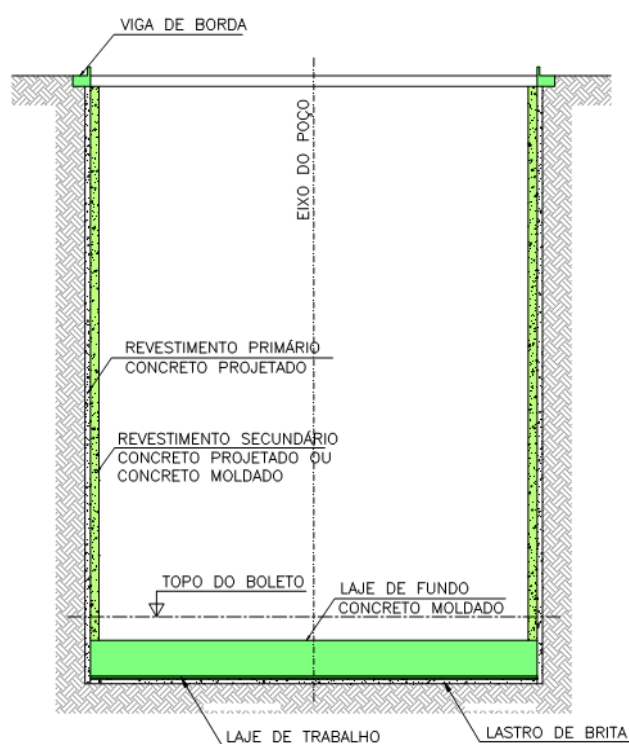 VIGA DE BORDA
EIXO DO POÇO
REVESTIMENTO PRIMÁRIO
CONCRETO PROJETADO
REVESTIMENTO SECUNDÁRIO
CONCRETO PROJETADO OU
CONCRETO MOLDADO
TOPO DO BOLETO
LAJE DE FUNDO
CONCRETO MOLDADO
LAJE DE TRABALHO
LASTRO DE BRITA